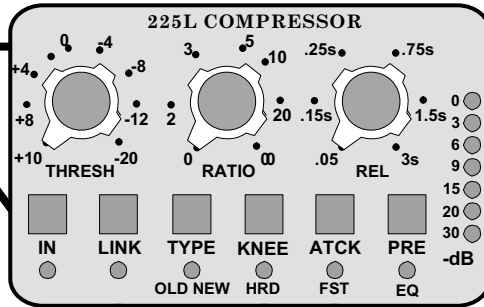 225L COMPRESSOR
0 -4 3 5 .25s .75s
+4 -8 10 0
+8 -12 2 20 .15s 1.5s 3
6
+10 -20 0 00 .05 3s 9
THRESH RATIO REL 15
20
30
IN LINK TYPE KNEE ATCK PRE -dB
OLD NEW HRD FST EQ